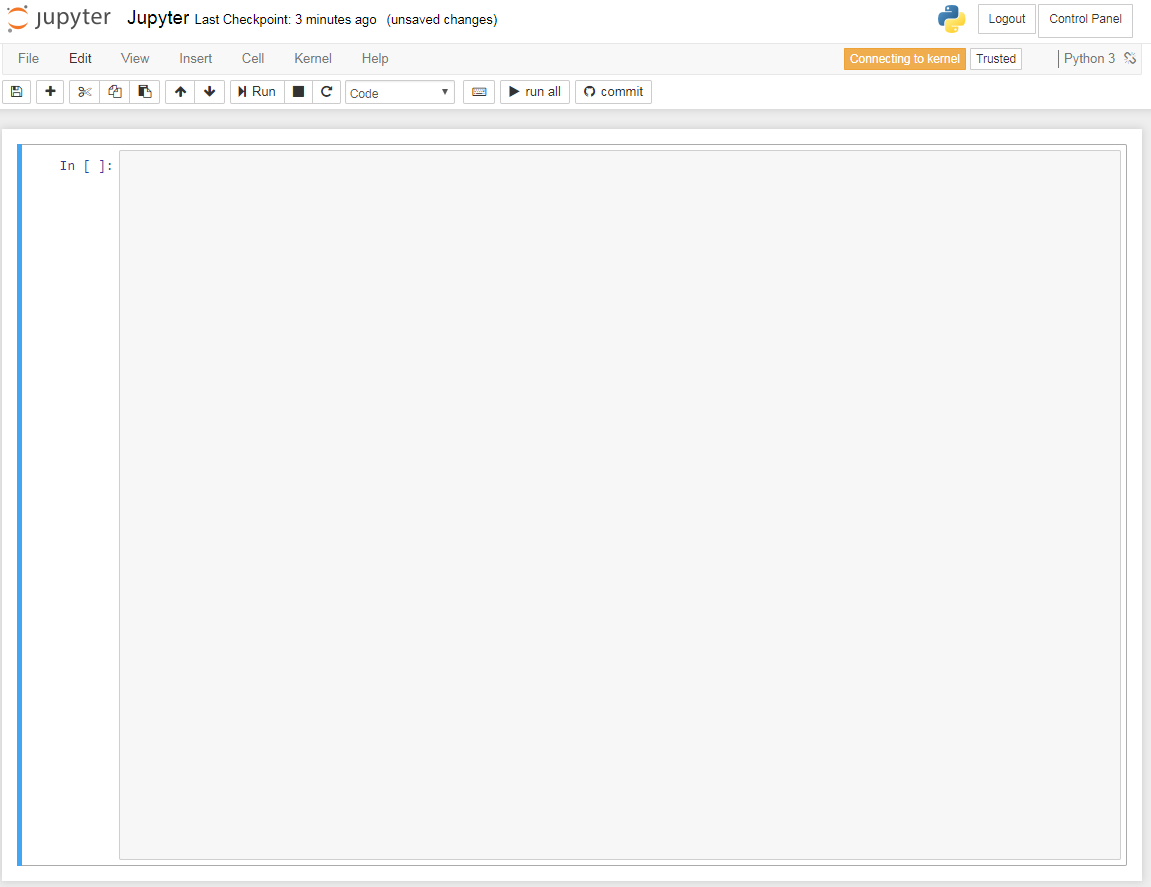 jupyter Jupyter Last Checkpoint: 3 minutes ago (unsaved changes) Logout Control Panel
File Edit View Insert Cell Kernel Help Connecting to kernel Trusted Python 3
Run Code run all commit
In [ ]: